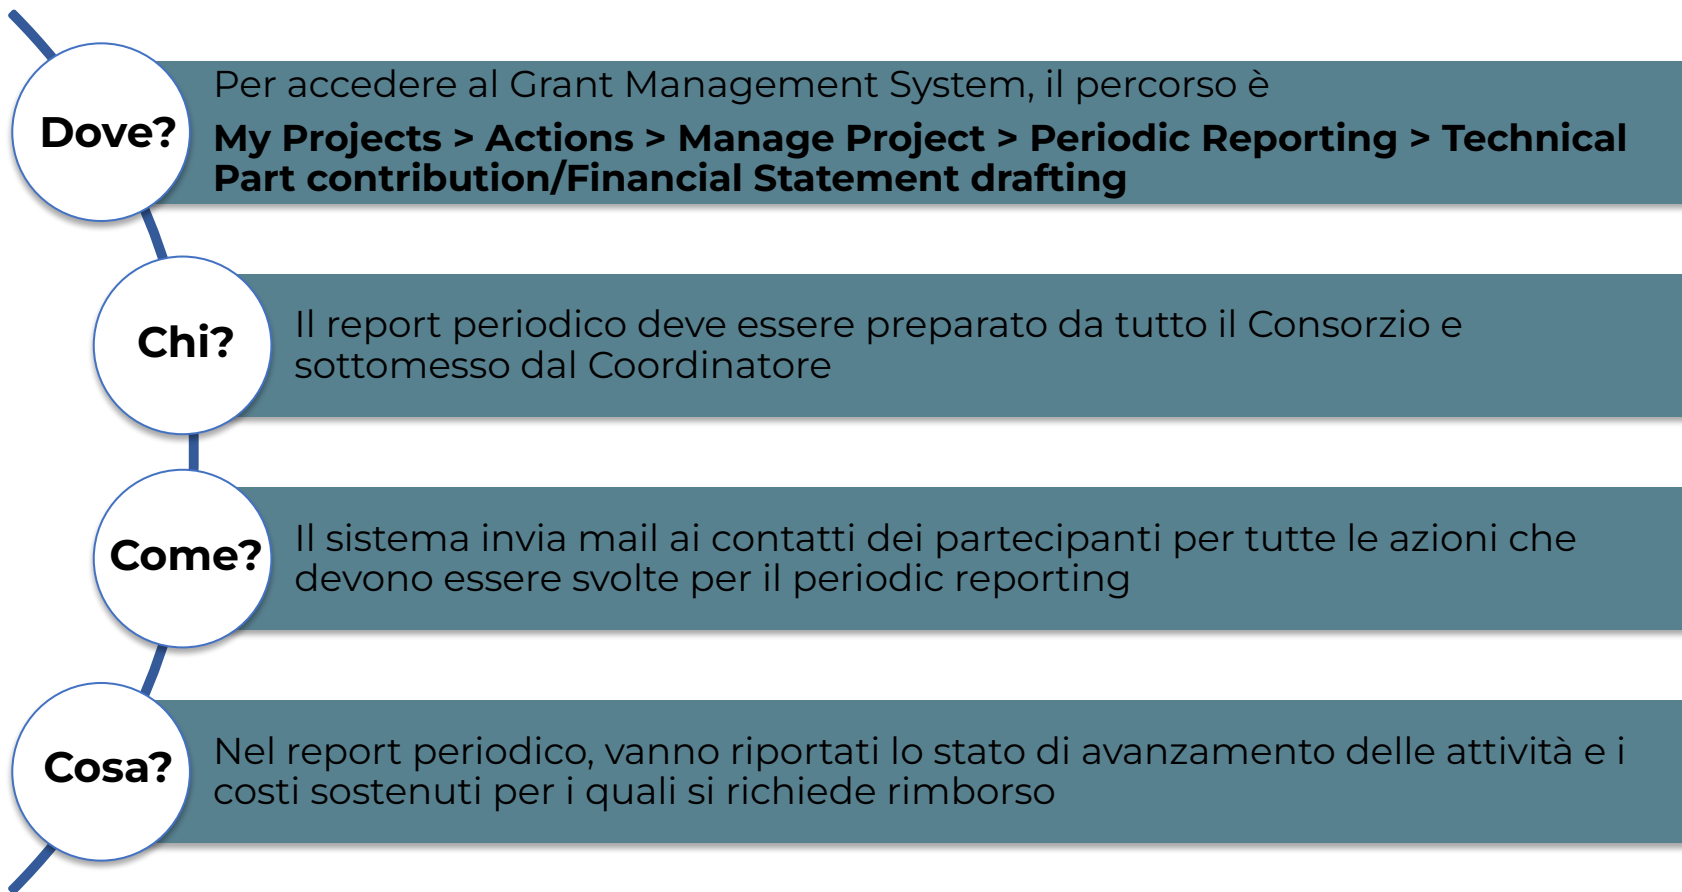 Dove?
Per accedere al Grant Management System, il percorso è
My Projects > Actions > Manage Project > Periodic Reporting > Technical
Part contribution/Financial Statement drafting
Chi?
Il report periodico deve essere preparato da tutto il Consorzio e
sottomesso dal Coordinatore
Come?
Il sistema invia mail ai contatti dei partecipanti per tutte le azioni che
devono essere svolte per il periodic reporting
Cosa?
Nel report periodico, vanno riportati lo stato di avanzamento delle attività e i
costi sostenuti per i quali si richiede rimborso